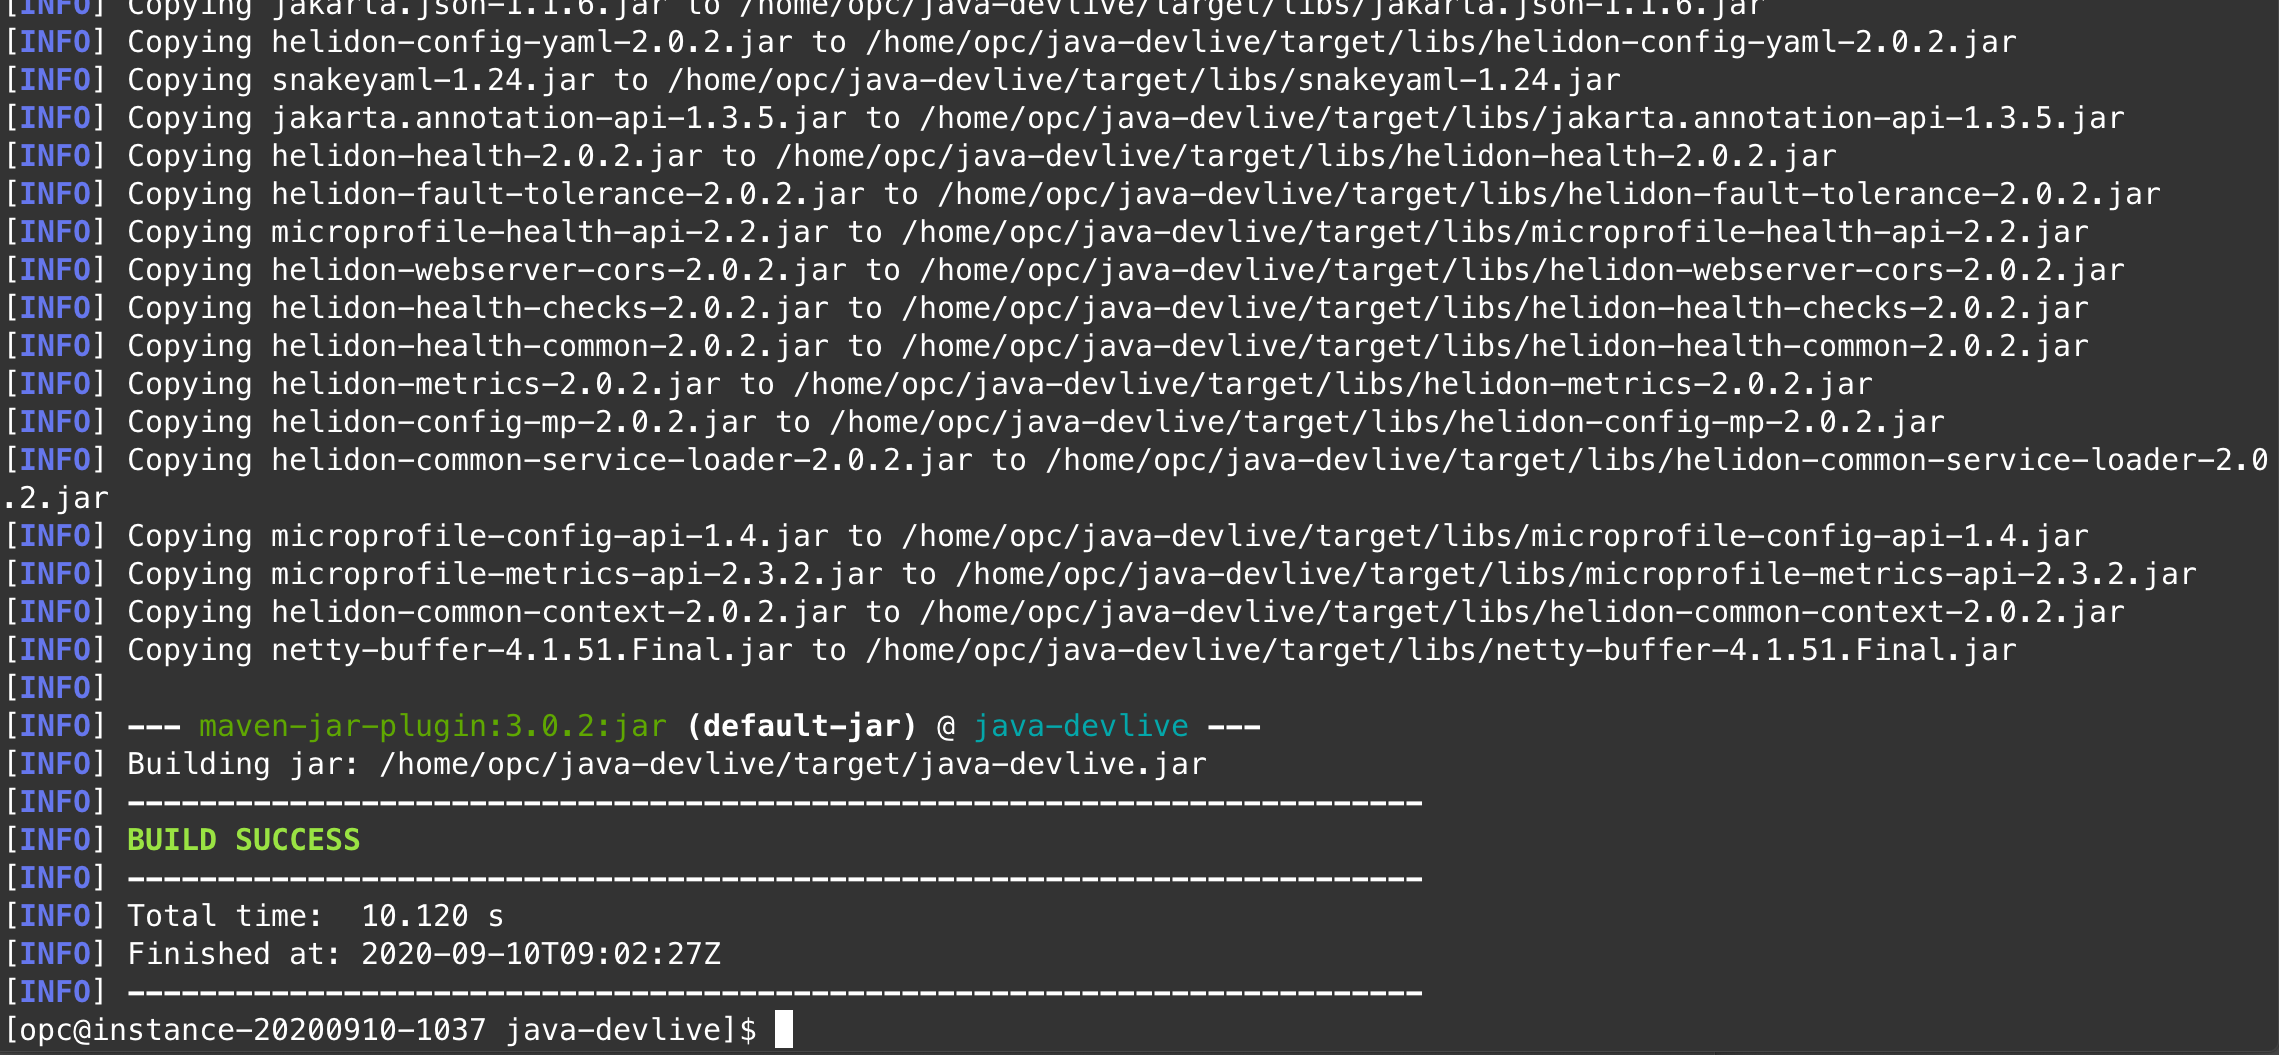 [INFO] Copying jakarta.json-1.1.6.jar to /home/opc/java-devlive/target/libs/jakarta.json-1.1.6.jar
[INFO] Copying helidon-config-yaml-2.0.2.jar to /home/opc/java-devlive/target/libs/helidon-config-yaml-2.0.2.jar
[INFO] Copying snakeyaml-1.24.jar to /home/opc/java-devlive/target/libs/snakeyaml-1.24.jar
[INFO] Copying jakarta.annotation-api-1.3.5.jar to /home/opc/java-devlive/target/libs/jakarta.annotation-api-1.3.5.jar
[INFO] Copying helidon-health-2.0.2.jar to /home/opc/java-devlive/target/libs/helidon-health-2.0.2.jar
[INFO] Copying helidon-fault-tolerance-2.0.2.jar to /home/opc/java-devlive/target/libs/helidon-fault-tolerance-2.0.2.jar
[INFO] Copying microprofile-health-api-2.2.jar to /home/opc/java-devlive/target/libs/microprofile-health-api-2.2.jar
[INFO] Copying helidon-webserver-cors-2.0.2.jar to /home/opc/java-devlive/target/libs/helidon-webserver-cors-2.0.2.jar
[INFO] Copying helidon-health-checks-2.0.2.jar to /home/opc/java-devlive/target/libs/helidon-health-checks-2.0.2.jar
[INFO] Copying helidon-health-common-2.0.2.jar to /home/opc/java-devlive/target/libs/helidon-health-common-2.0.2.jar
[INFO] Copying helidon-metrics-2.0.2.jar to /home/opc/java-devlive/target/libs/helidon-metrics-2.0.2.jar
[INFO] Copying helidon-config-mp-2.0.2.jar to /home/opc/java-devlive/target/libs/helidon-config-mp-2.0.2.jar
[INFO] Copying helidon-common-service-loader-2.0.2.jar to /home/opc/java-devlive/target/libs/helidon-common-service-loader-2.0
.2.jar
[INFO] Copying microprofile-config-api-1.4.jar to /home/opc/java-devlive/target/libs/microprofile-config-api-1.4.jar
[INFO] Copying microprofile-metrics-api-2.3.2.jar to /home/opc/java-devlive/target/libs/microprofile-metrics-api-2.3.2.jar
[INFO] Copying helidon-common-context-2.0.2.jar to /home/opc/java-devlive/target/libs/helidon-common-context-2.0.2.jar
[INFO] Copying netty-buffer-4.1.51.Final.jar to /home/opc/java-devlive/target/libs/netty-buffer-4.1.51.Final.jar
[INFO]
[INFO] --- maven-jar-plugin:3.0.2:jar (default-jar) @ java-devlive ---
[INFO] Building jar: /home/opc/java-devlive/target/java-devlive.jar
[INFO] ------------------------------------------------------------------------
[INFO] BUILD SUCCESS
[INFO] ------------------------------------------------------------------------
[INFO] Total time:  10.120 s
[INFO] Finished at: 2020-09-10T09:02:27Z
[INFO] ------------------------------------------------------------------------
[opc@instance-20200910-1037 java-devlive]$